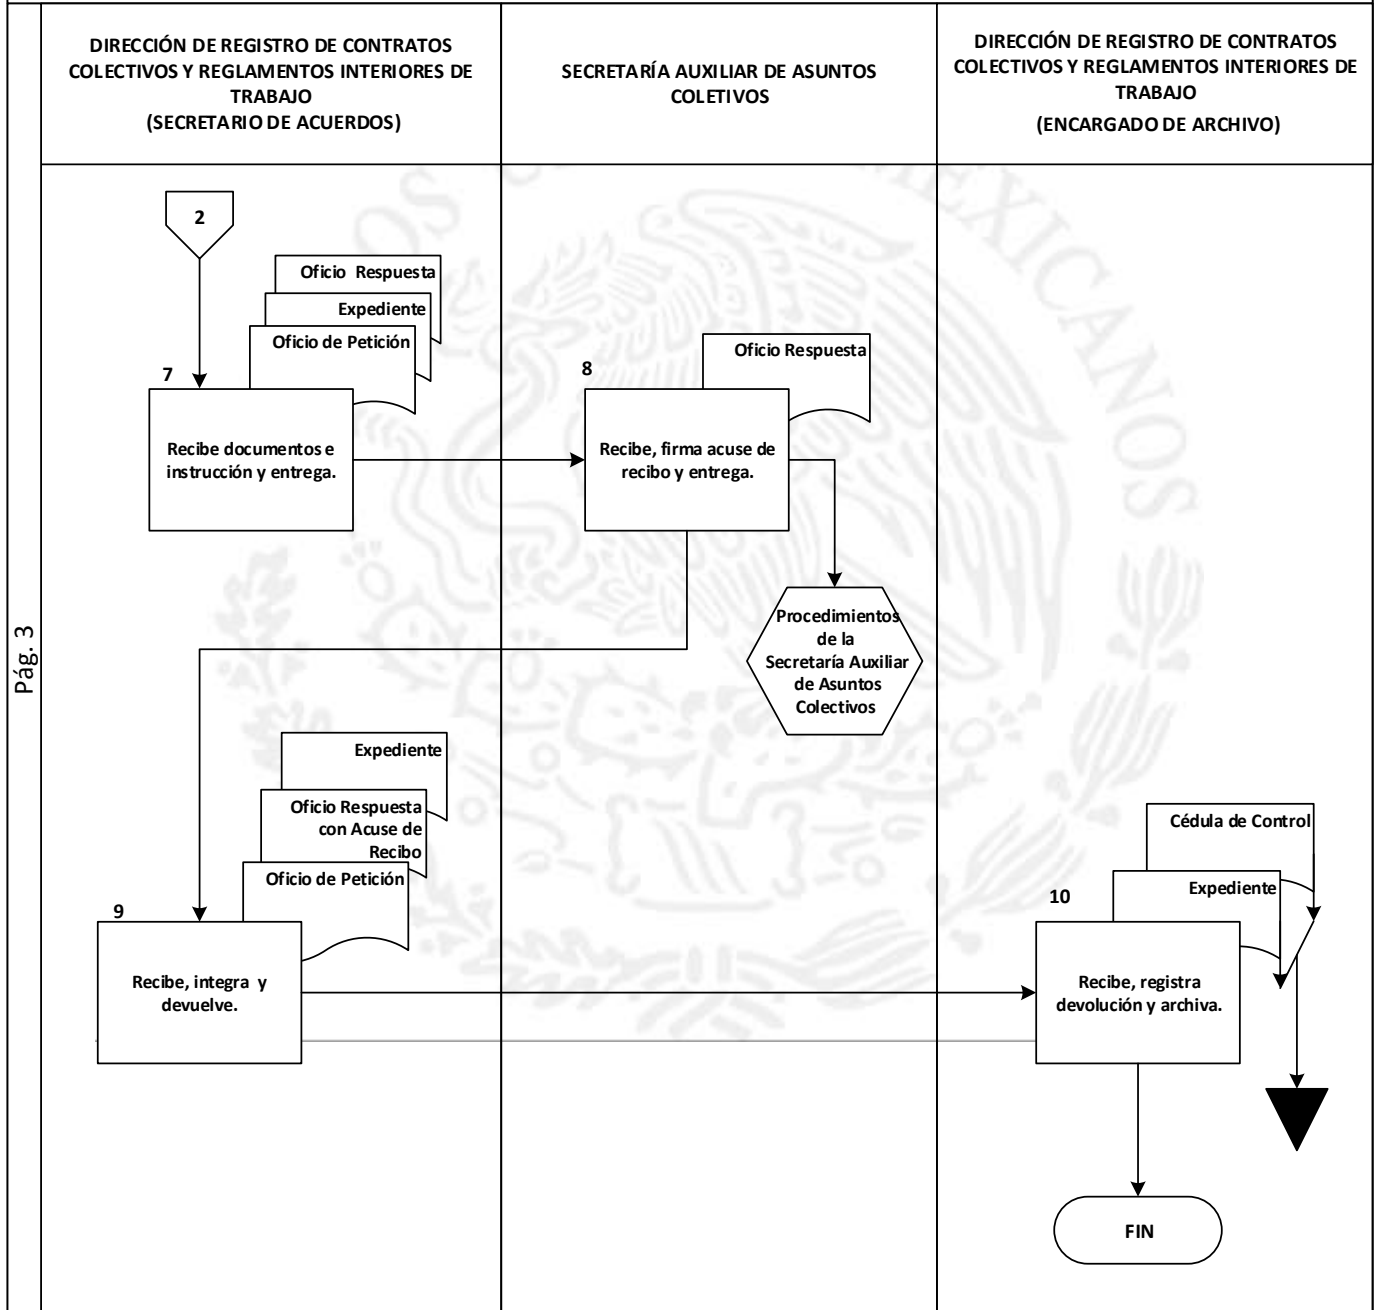 DIRECCIÓN DE REGISTRO DE CONTRATOS
COLECTIVOS Y REGLAMENTOS INTERIORES DE
TRABAJO
(SECRETARIO DE ACUERDOS)
SECRETARÍA AUXILIAR DE ASUNTOS
COLETIVOS
DIRECCIÓN DE REGISTRO DE CONTRATOS
COLECTIVOS Y REGLAMENTOS INTERIORES DE
TRABAJO
(ENCARGADO DE ARCHIVO)
Pág. 3
2
Oficio Respuesta
Expediente
Oficio de Petición
7
Recibe documentos e
instrucción y entrega.
Oficio Respuesta
8
Recibe, firma acuse de
recibo y entrega.
Procedimientos
de la
Secretaría Auxiliar
de Asuntos
Colectivos
Expediente
Oficio Respuesta
con Acuse de
Recibo
Oficio de Petición
9
Recibe, integra y
devuelve.
Cédula de Control
Expediente
10
Recibe, registra
devolución y archiva.
FIN
OS U MEXICANOS